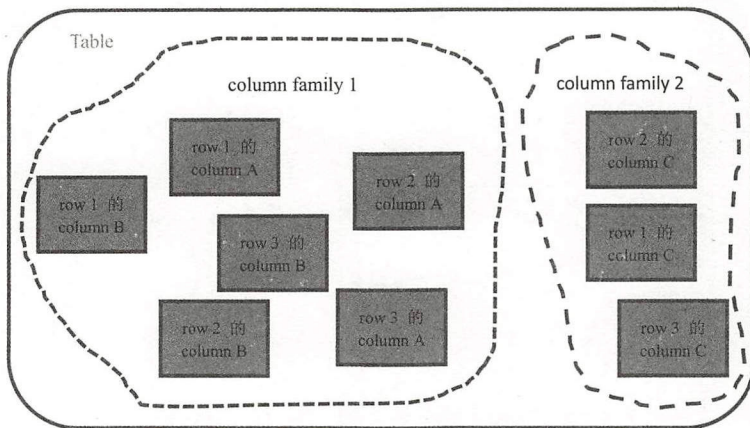 Table
column family 1
column family 2
row 1 的
column A
row 2 的
column A
row 1 的
column B
row 3 的
column B
row 2 的
column B
row 3 的
column A
row 2 的
column C
row 1 的
column C
row 3 的
column C